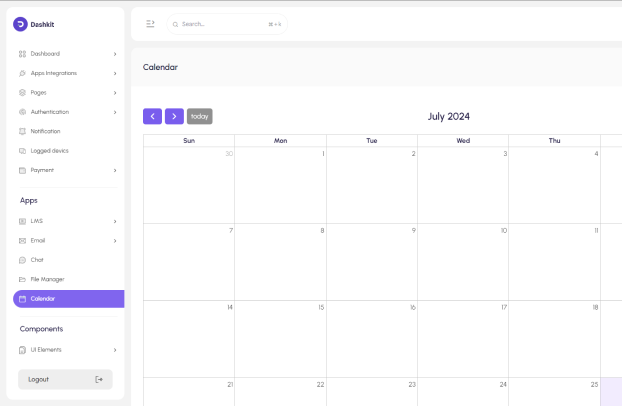 Dashkit
Search...
⌘+k
Dashboard
Apps Integrations
Pages
Authentication
Notification
Logged devics
Payment
Apps
LMS
Email
Chat
File Manager
Calendar
Components
UI Elements
Logout
Calendar
today
July 2024
Sun Mon Tue Wed Thu
30 1 2 3 4
7 8 9 10 11
14 15 16 17 18
21 22 23 24 25